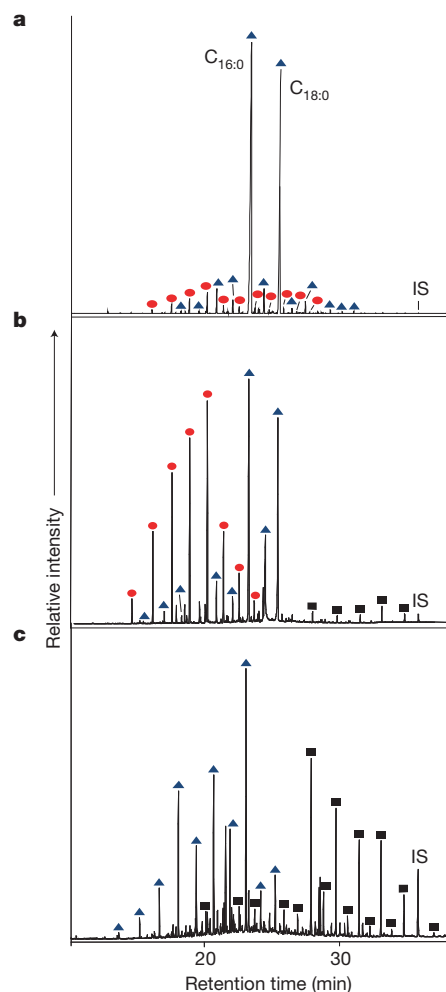 a
C16:0
C18:0
IS
b
IS
c
IS
Relative intensity
20 30
Retention time (min)